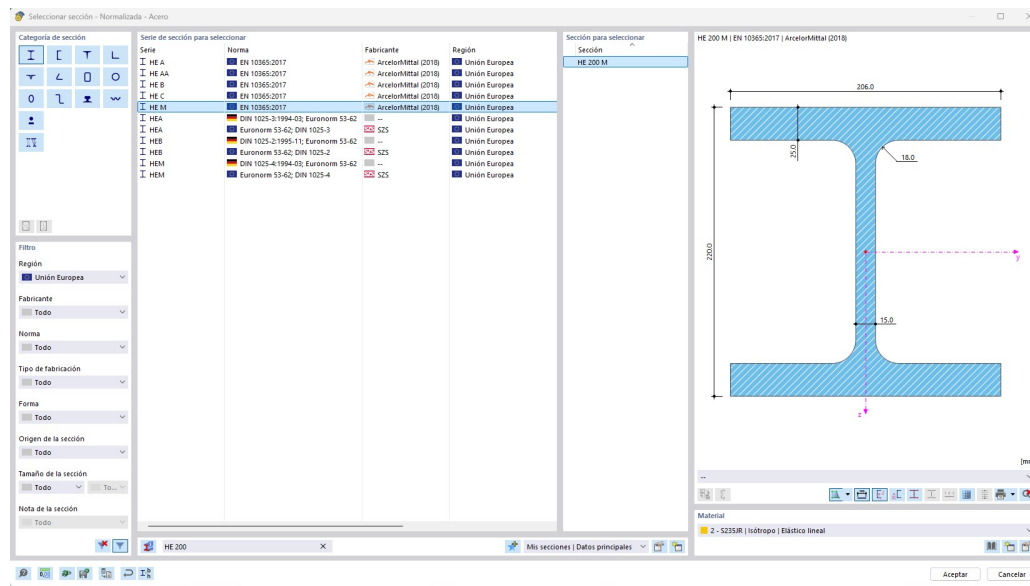 Seleccionar sección - Normalizada - Acero
Categoría de sección
Serie de sección para seleccionar
Serie Norma Fabricante Región
HE A EN 10365:2017 ArcelorMittal (2018) Unión Europea
HE AA EN 10365:2017 ArcelorMittal (2018) Unión Europea
HE B EN 10365:2017 ArcelorMittal (2018) Unión Europea
HE C EN 10365:2017 ArcelorMittal (2018) Unión Europea
HE M EN 10365:2017 ArcelorMittal (2018) Unión Europea
HEA DIN 1025-3:1994-03; Euronorm 53-62 -- Unión Europea
HEA Euronorm 53-62; DIN 1025-3 SZS Unión Europea
HEB DIN 1025-2:1995-11; Euronorm 53-62 -- Unión Europea
HEB Euronorm 53-62; DIN 1025-2 SZS Unión Europea
HEM DIN 1025-4:1994-03; Euronorm 53-62 -- Unión Europea
HEM Euronorm 53-62; DIN 1025-4 SZS Unión Europea
Sección para seleccionar
Sección
HE 200 M
HE 200 M | EN 10365:2017 | ArcelorMittal (2018)
206.0
25.0
18.0
220.0
y
15.0
z
[mm
--
Filtro
Región
Unión Europea
Fabricante
Todo
Norma
Todo
Tipo de fabricación
Todo
Forma
Todo
Origen de la sección
Todo
Tamaño de la sección
Todo To...
Nota de la sección
Todo
HE 200
Mis secciones | Datos principales
Material
2 - S235JR | Isótropo | Elástico lineal
Aceptar Cancelar